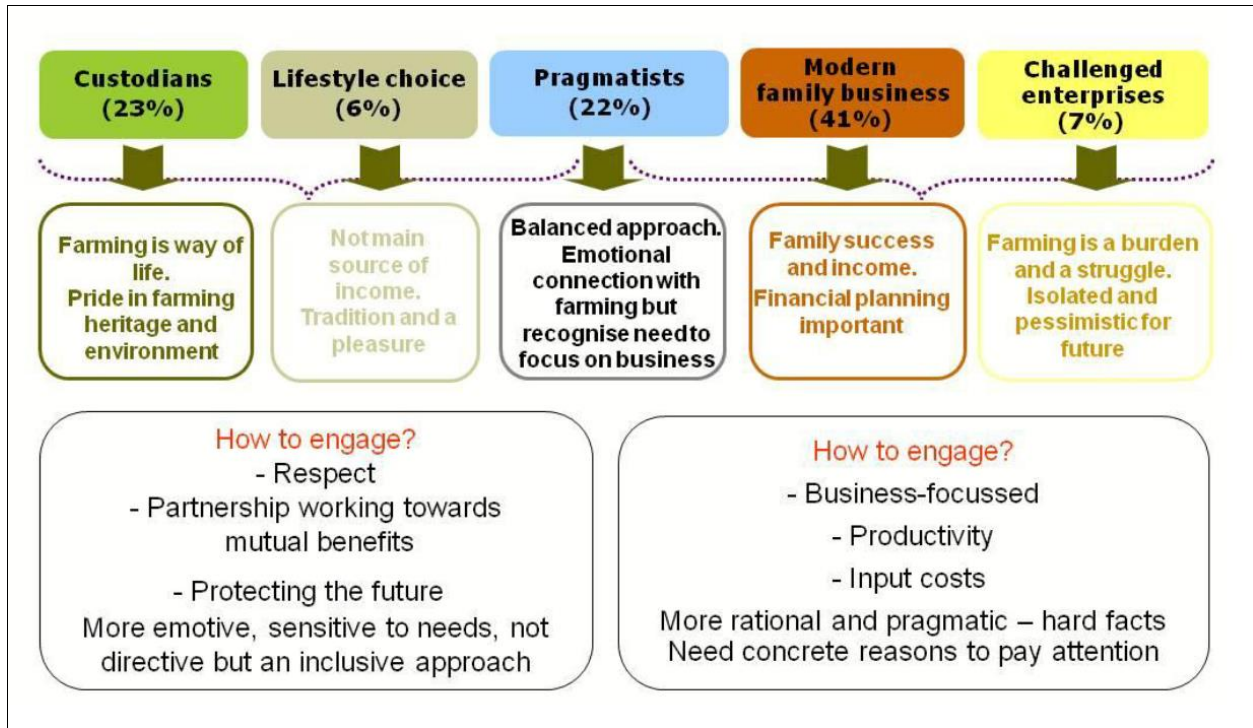 Custodians
(23%)
Lifestyle choice
(6%)
Pragmatists
(22%)
Modern
family business
(41%)
Challenged
enterprises
(7%)
Farming is way of
life.
Pride in farming
heritage and
environment
Not main
source of
income.
Tradition and a
pleasure
Balanced approach.
Emotional
connection with
farming but
recognise need to
focus on business
Family success
and income.
Financial planning
important
Farming is a burden
and a struggle.
Isolated and
pessimistic for
future
How to engage?
- Respect
- Partnership working towards
mutual benefits
- Protecting the future
More emotive, sensitive to needs, not
directive but an inclusive approach
How to engage?
- Business-focussed
- Productivity
- Input costs
More rational and pragmatic – hard facts
Need concrete reasons to pay attention